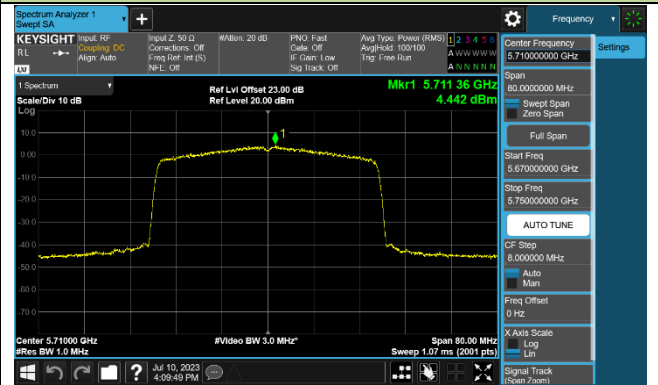 Spectrum Analyzer 1
Swept SA
+
Frequency
KEYSIGHT
RL
LXI
Input: RF
Coupling: DC
Align: Auto
Input Z: 50 Ω
Corrections: Off
Freq Ref: Int (S)
NFE: Off
#Atten: 20 dB
PNO: Fast
Gate: Off
IF Gain: Low
Sig Track: Off
Avg Type: Power (RMS)
Avg|Hold: 100/100
Trig: Free Run
1 2 3 4 5 6
A W W W W W
A N N N N N
1 Spectrum
Scale/Div 10 dB
Log
Ref Lvl Offset 23.00 dB
Ref Level 20.00 dBm
Mkr1 5.711 36 GHz
4.442 dBm
1
10.0
0.00
-10.0
-20.0
-30.0
-40.0
-50.0
-60.0
-70.0
Center 5.71000 GHz
#Res BW 1.0 MHz
#Video BW 3.0 MHz*
Span 80.00 MHz
Sweep 1.07 ms (2001 pts)
?
Jul 10, 2023
4:09:49 PM
Settings
Center Frequency
5.710000000 GHz
Span
80.0000000 MHz
Swept Span
Zero Span
Full Span
Start Freq
5.670000000 GHz
Stop Freq
5.750000000 GHz
AUTO TUNE
CF Step
8.000000 MHz
Auto
Man
Freq Offset
0 Hz
X Axis Scale
Log
Lin
Signal Track
(Span Zoom)